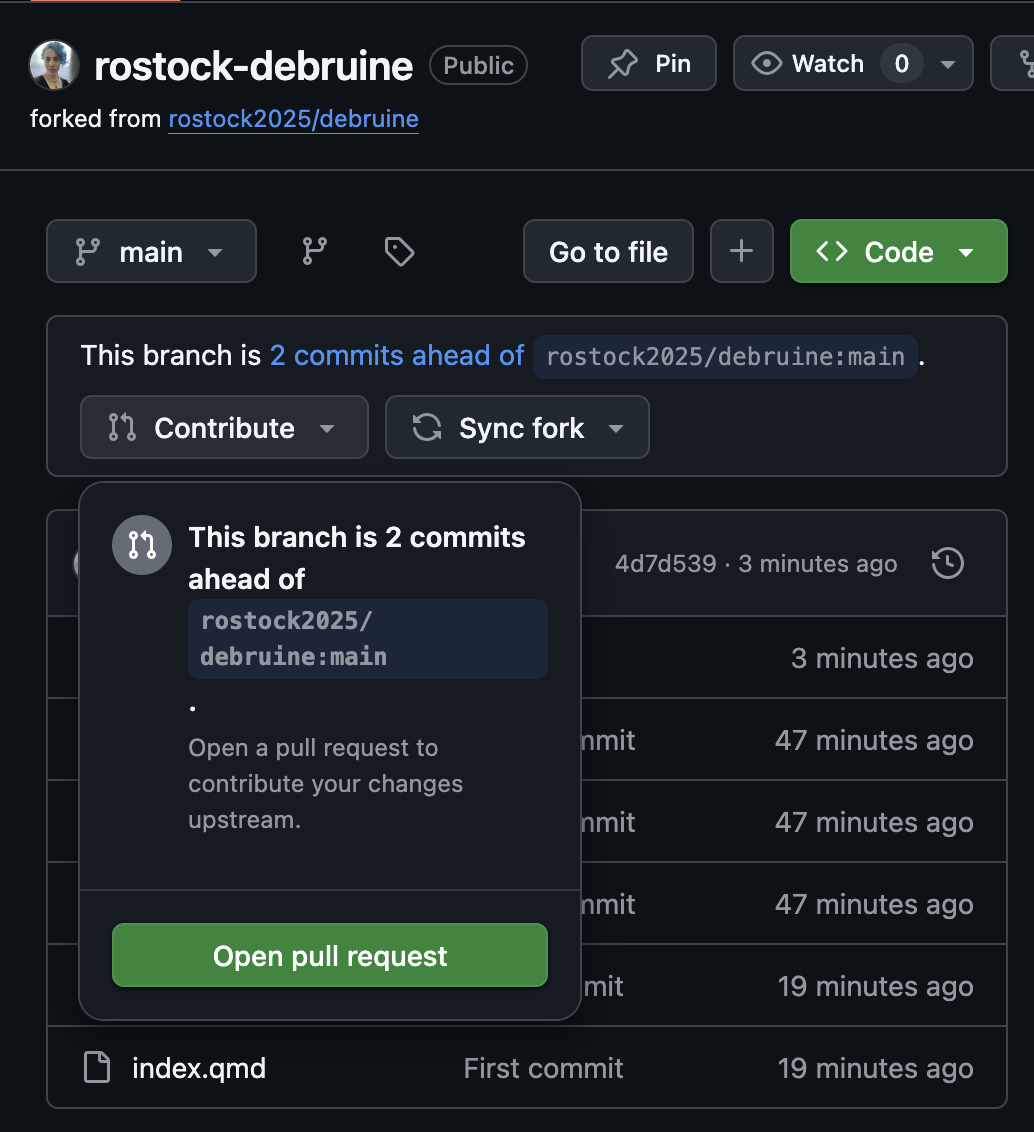 rostock-debruine Public Pin Watch 0
forked from rostock2025/debruine
main Go to file Code
This branch is 2 commits ahead of rostock2025/debruine:main .
Contribute Sync fork
This branch is 2 commits
ahead of
rostock2025/
debruine:main
.
Open a pull request to
contribute your changes
upstream.
Open pull request
4d7d539 · 3 minutes ago
3 minutes ago
mmit 47 minutes ago
mmit 47 minutes ago
mmit 47 minutes ago
mit 19 minutes ago
index.qmd First commit 19 minutes ago